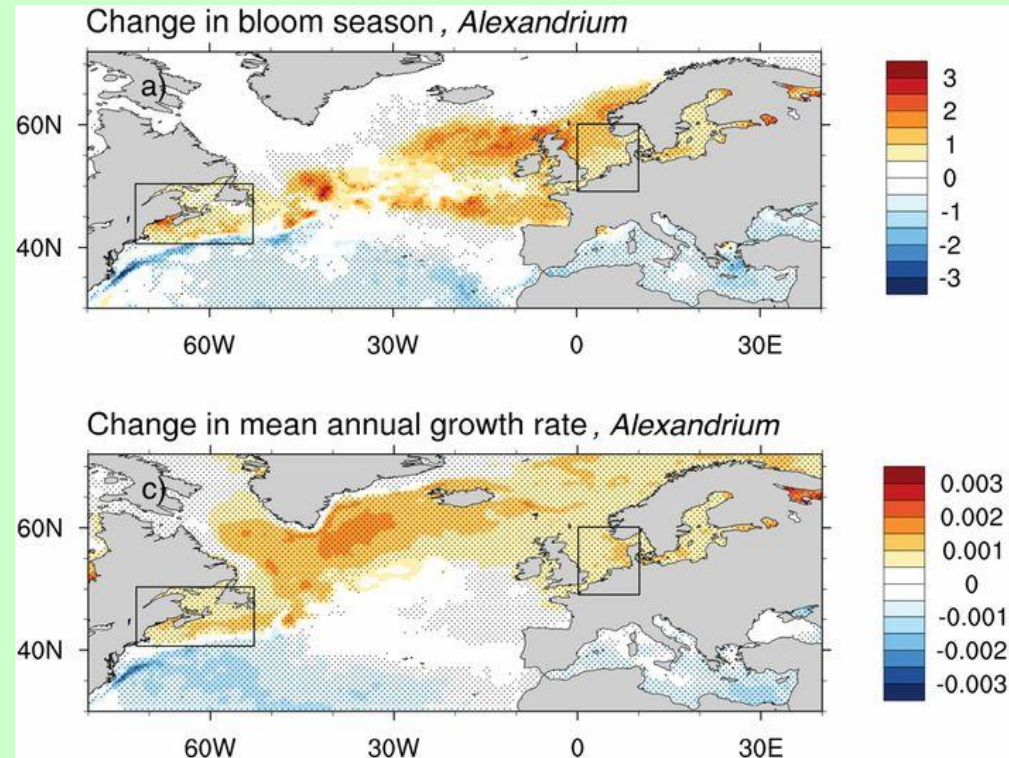 Change in bloom season , Alexandrium
a)
60N
40N
60W 30W 0 30E
3
2
1
0
-1
-2
-3
Change in mean annual growth rate , Alexandrium
c)
60N
40N
60W 30W 0 30E
0.003
0.002
0.001
0
-0.001
-0.002
-0.003